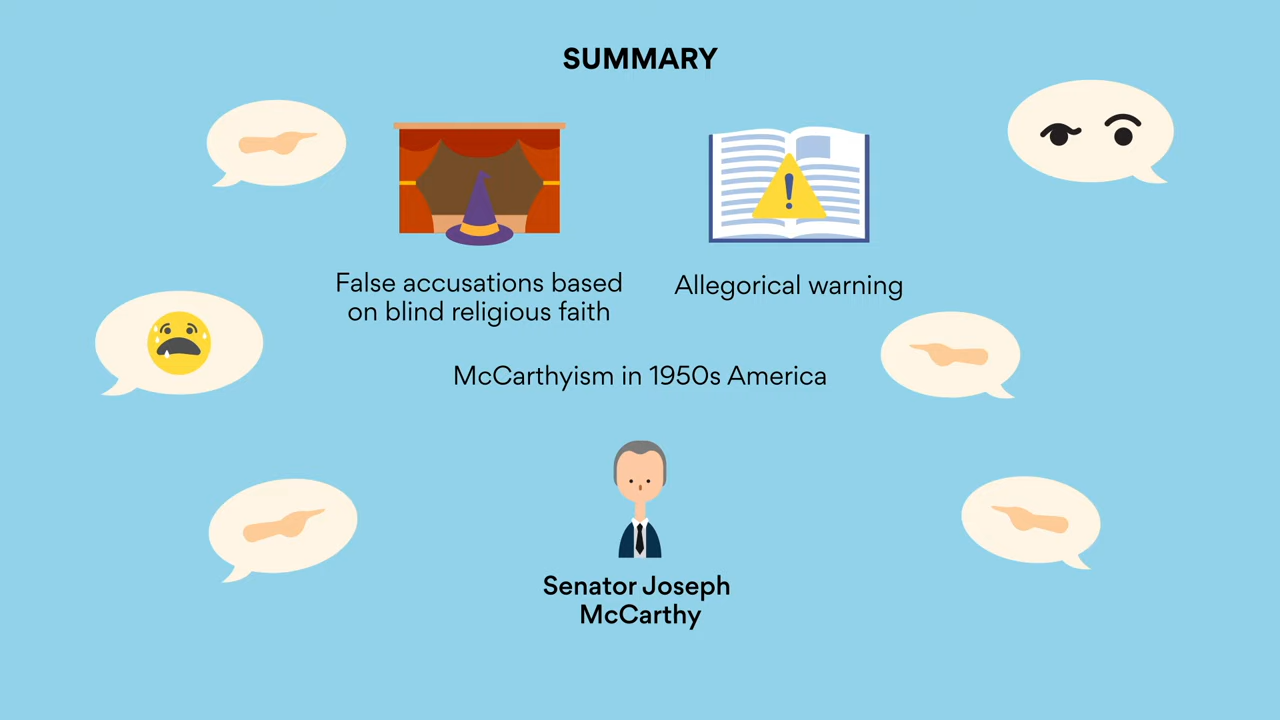 SUMMARY
False accusations based
on blind religious faith
Allegorical warning
McCarthyism in 1950s America
Senator Joseph
McCarthy